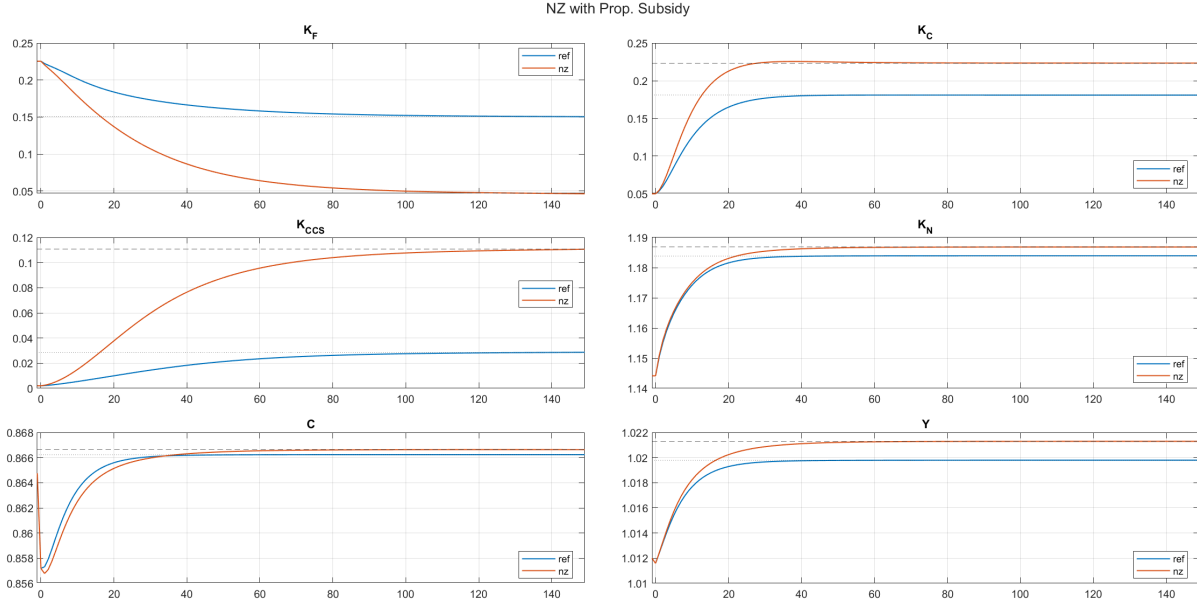 NZ with Prop. Subsidy
K_F
0.25
0.2
0.15
0.1
0.05
0 20 40 60 80 100 120 140
ref
nz
K_C
0.25
0.2
0.15
0.1
0.05
0 20 40 60 80 100 120 140
ref
nz
K_CCS
0.12
0.1
0.08
0.06
0.04
0.02
0
0 20 40 60 80 100 120 140
ref
nz
K_N
1.19
1.18
1.17
1.16
1.15
1.14
0 20 40 60 80 100 120 140
ref
nz
C
0.868
0.866
0.864
0.862
0.86
0.858
0.856
0 20 40 60 80 100 120 140
ref
nz
Y
1.022
1.02
1.018
1.016
1.014
1.012
1.01
0 20 40 60 80 100 120 140
ref
nz